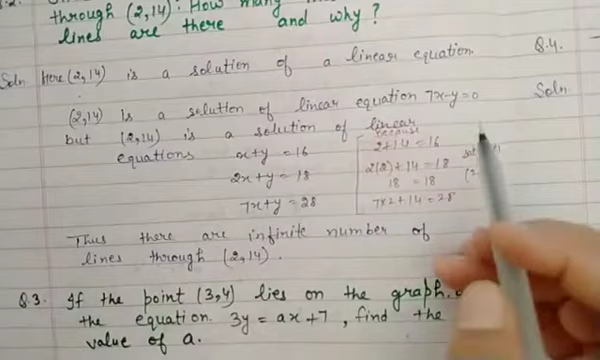 through (2,14). How many
lines are there and why?
Soln Here (2,14) is a solution of a linear equation.
Q.4.
(2,14) Is a solution of linear equation 7x-y=0
Soln
but (2,14) is a solution of linear
equations x+y = 16
2x+y = 18
7x+y = 28
because
2+14 = 16
2(2)+14 = 18
18 = 18
7x2+14 = 28
Thus there are infinite number of
lines through (2,14).
Q.3. If the point (3,4) lies on the graph
the equation 3y = ax+7, find the
value of a.